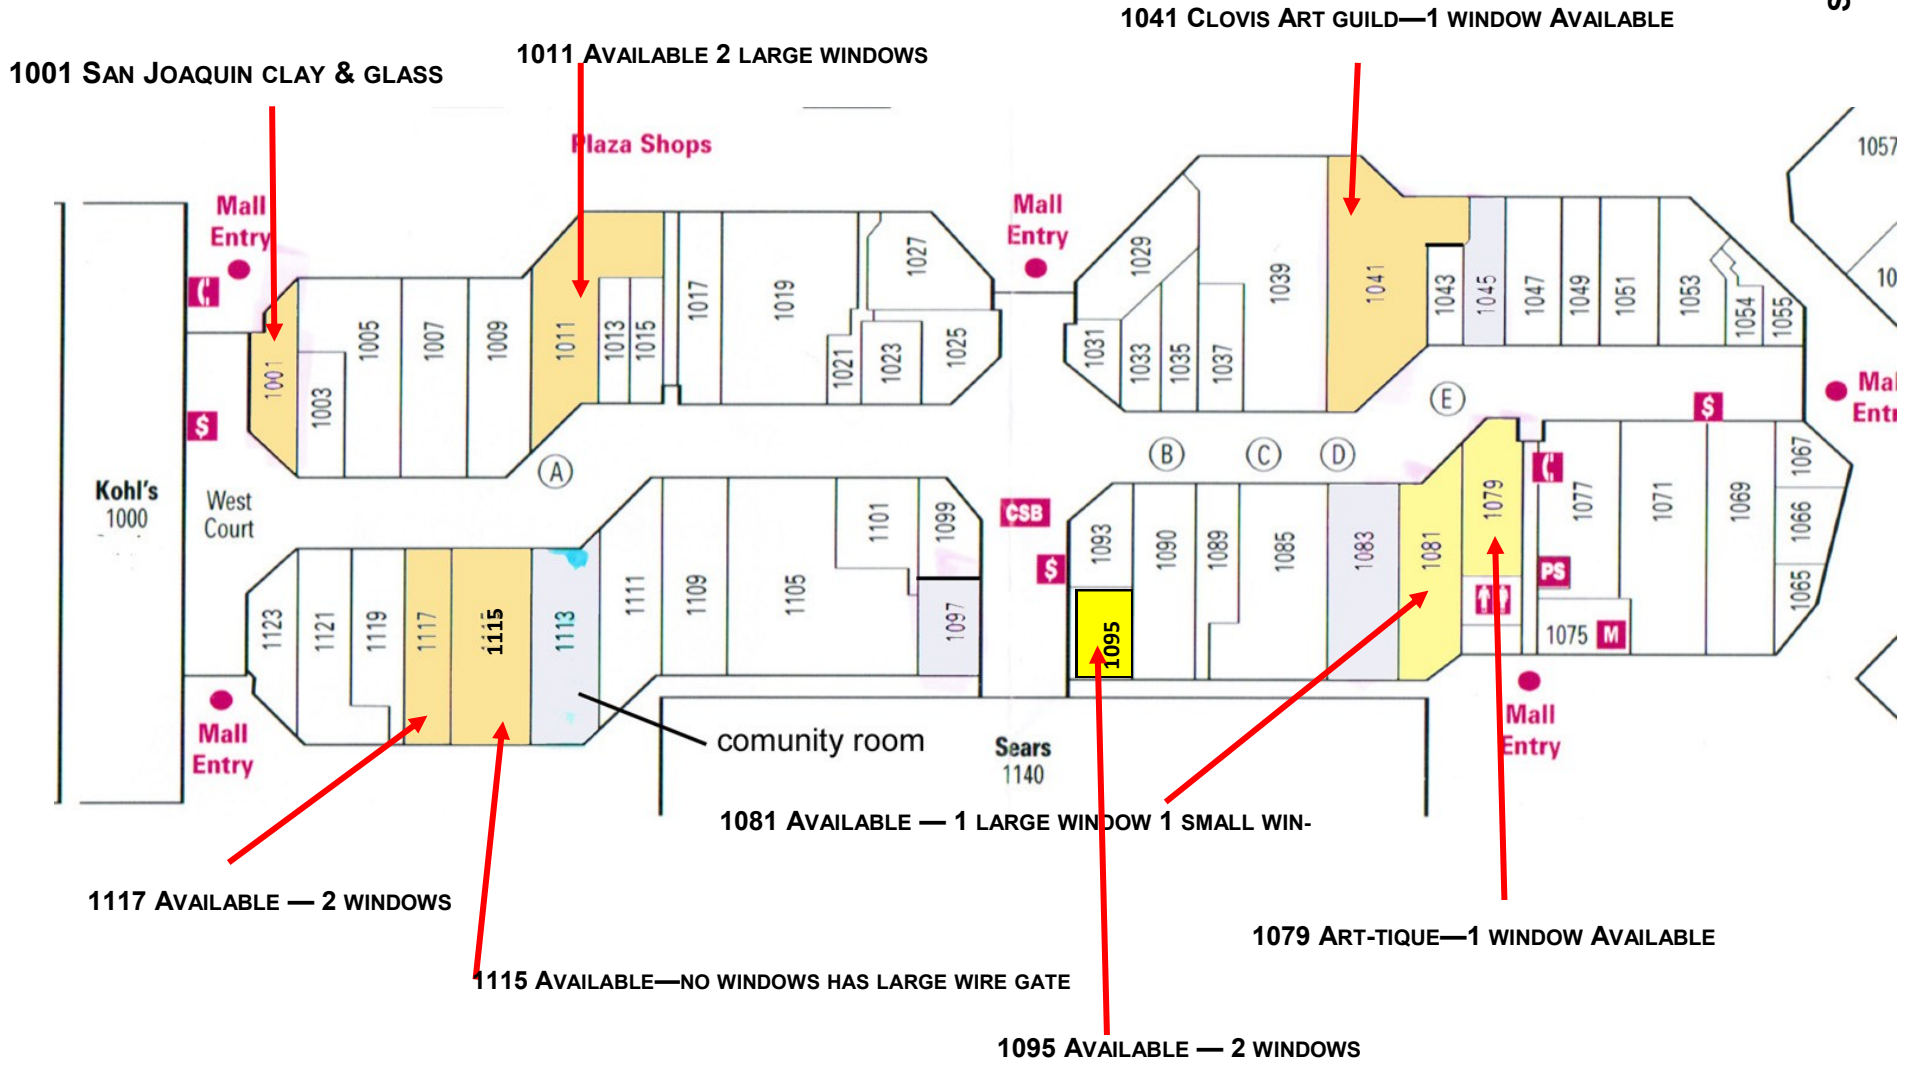 S
1041 CLOVIS ART GUILD—1 WINDOW AVAILABLE
1011 AVAILABLE 2 LARGE WINDOWS
1001 SAN JOAQUIN CLAY & GLASS
Plaza Shops
Mall
Entry
Mall
Entry
1057
10
1001
1003
1005
1007
1009
1011
1013
1015
1017
1019
1021
1023
1025
1027
1029
1031
1033
1035
1037
1039
1041
1043
1045
1047
1049
1051
1053
1054
1055
Mal
Entr
$
$
A
B
C
D
E
Kohl's
1000
West
Court
CSB
$
1123
1121
1119
1117
1115
1113
1111
1109
1105
1101
1099
1097
1093
1095
1090
1089
1085
1083
1081
1079
1077
PS
1075
M
1071
1069
1067
1066
1065
Mall
Entry
comunity room
Sears
1140
Mall
Entry
1081 AVAILABLE — 1 LARGE WINDOW 1 SMALL WIN-
1117 AVAILABLE — 2 WINDOWS
1079 ART-TIQUE—1 WINDOW AVAILABLE
1115 AVAILABLE—NO WINDOWS HAS LARGE WIRE GATE
1095 AVAILABLE — 2 WINDOWS